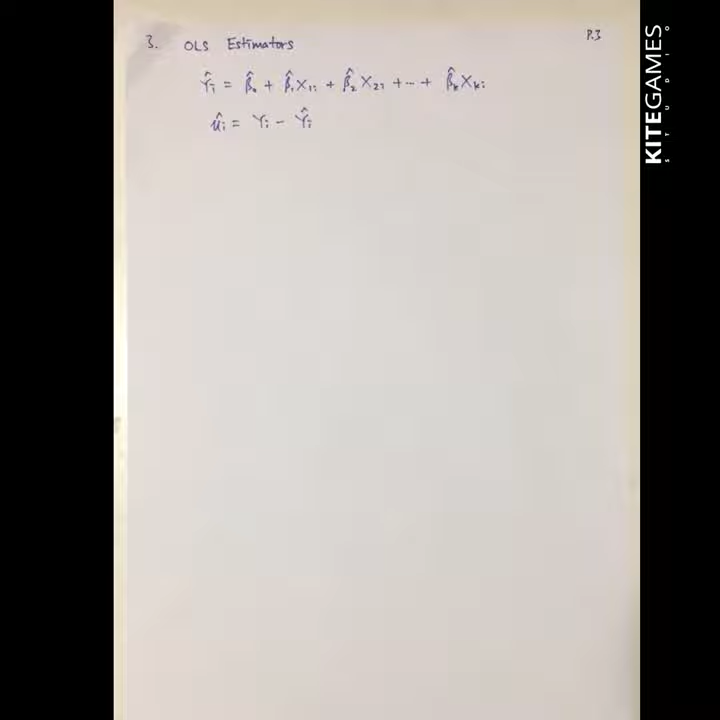 P.3
3. OLS Estimators
Ŷi = β̂0 + β̂1X1i + β̂2X2i + ... + β̂kXki
ûi = Yi - Ŷi
KITEGAMES
STUDIO